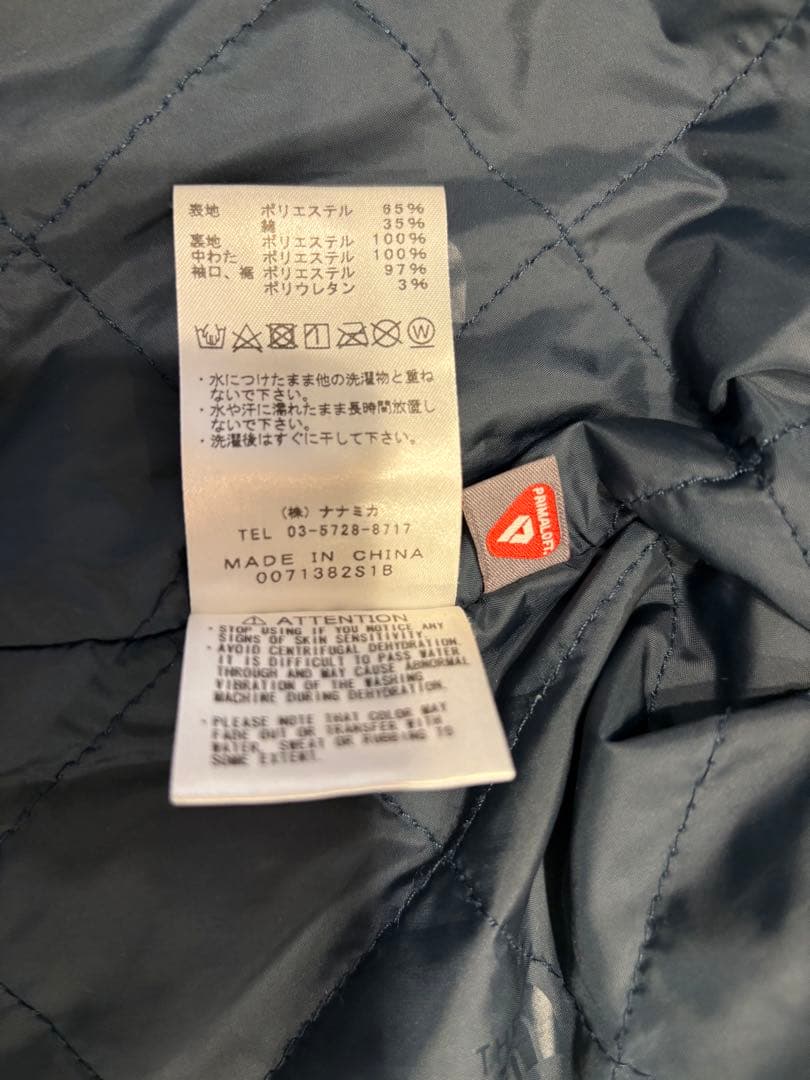 表地 ポリエステル 65%
綿 35%
裏地 ポリエステル 100%
中わた ポリエステル 100%
袖口、裾 ポリエステル 97%
ポリウレタン 3%
W
・水につけたまま他の洗濯物と重ね
ないで下さい。
・水や汗に濡れたまま長時間放置し
ないで下さい。
・洗濯後はすぐに干して下さい。
(株) ナナミカ
TEL 03-5728-8717
MADE IN CHINA
0071382S1B
PRIMALOFT.
ATTENTION
・STOP USING IF YOU NOTICE ANY
SIGNS OF SKIN SENSITIVITY.
・AVOID CENTRIFUGAL DEHYDRATION.
IT IS DIFFICULT TO PASS WATER
THROUGH AND MAY CAUSE ABNORMAL
VIBRATION OF THE WASHING
MACHINE DURING DEHYDRATION.
・PLEASE NOTE THAT COLOR MAY
FADE OUT OR TRANSFER WITH
WATER, SWEAT OR RUBBING TO
SOME EXTENT.